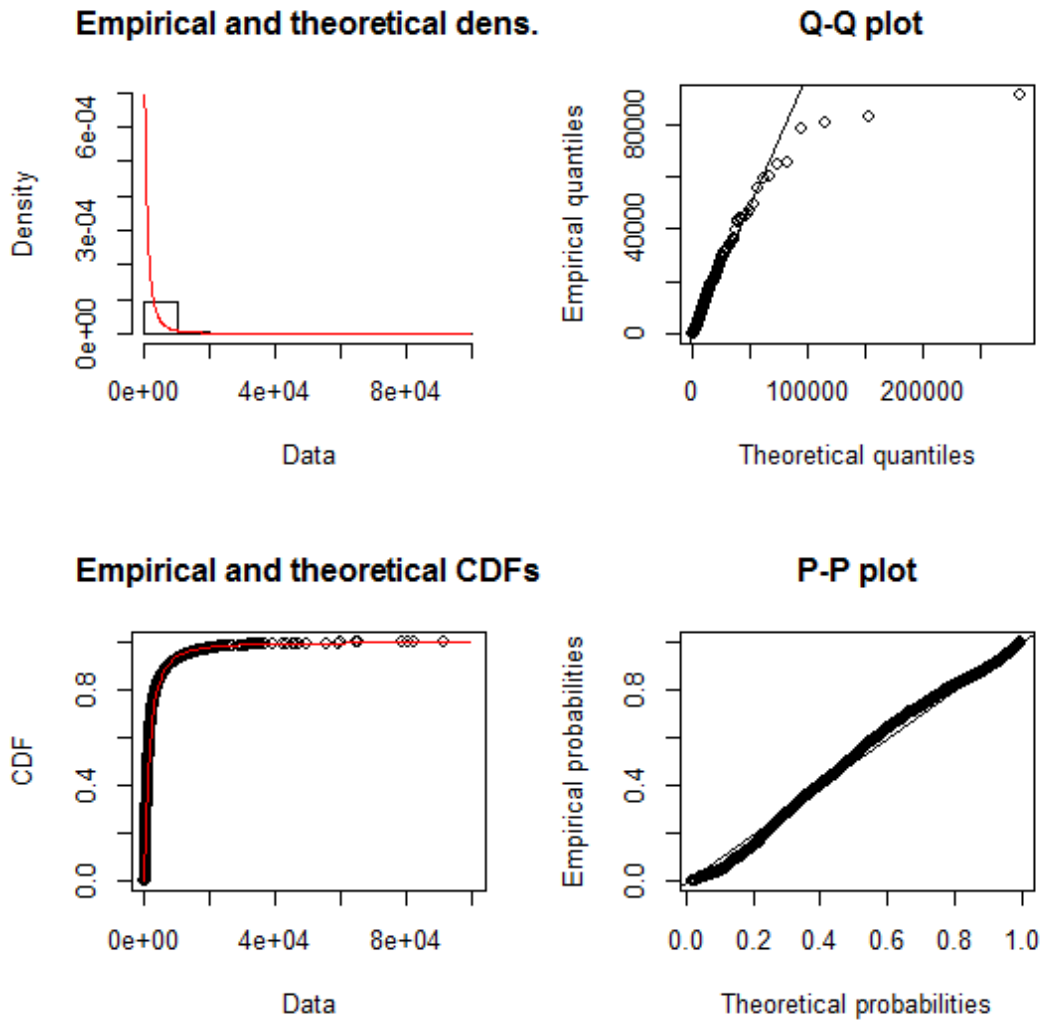 Empirical and theoretical dens.
Density
0e+00 3e-04 6e-04
0e+00 4e+04 8e+04
Data
Q-Q plot
Empirical quantiles
0 40000 80000
0 100000 200000
Theoretical quantiles
Empirical and theoretical CDFs
CDF
0.0 0.4 0.8
0e+00 4e+04 8e+04
Data
P-P plot
Empirical probabilities
0.0 0.4 0.8
0.0 0.2 0.4 0.6 0.8 1.0
Theoretical probabilities